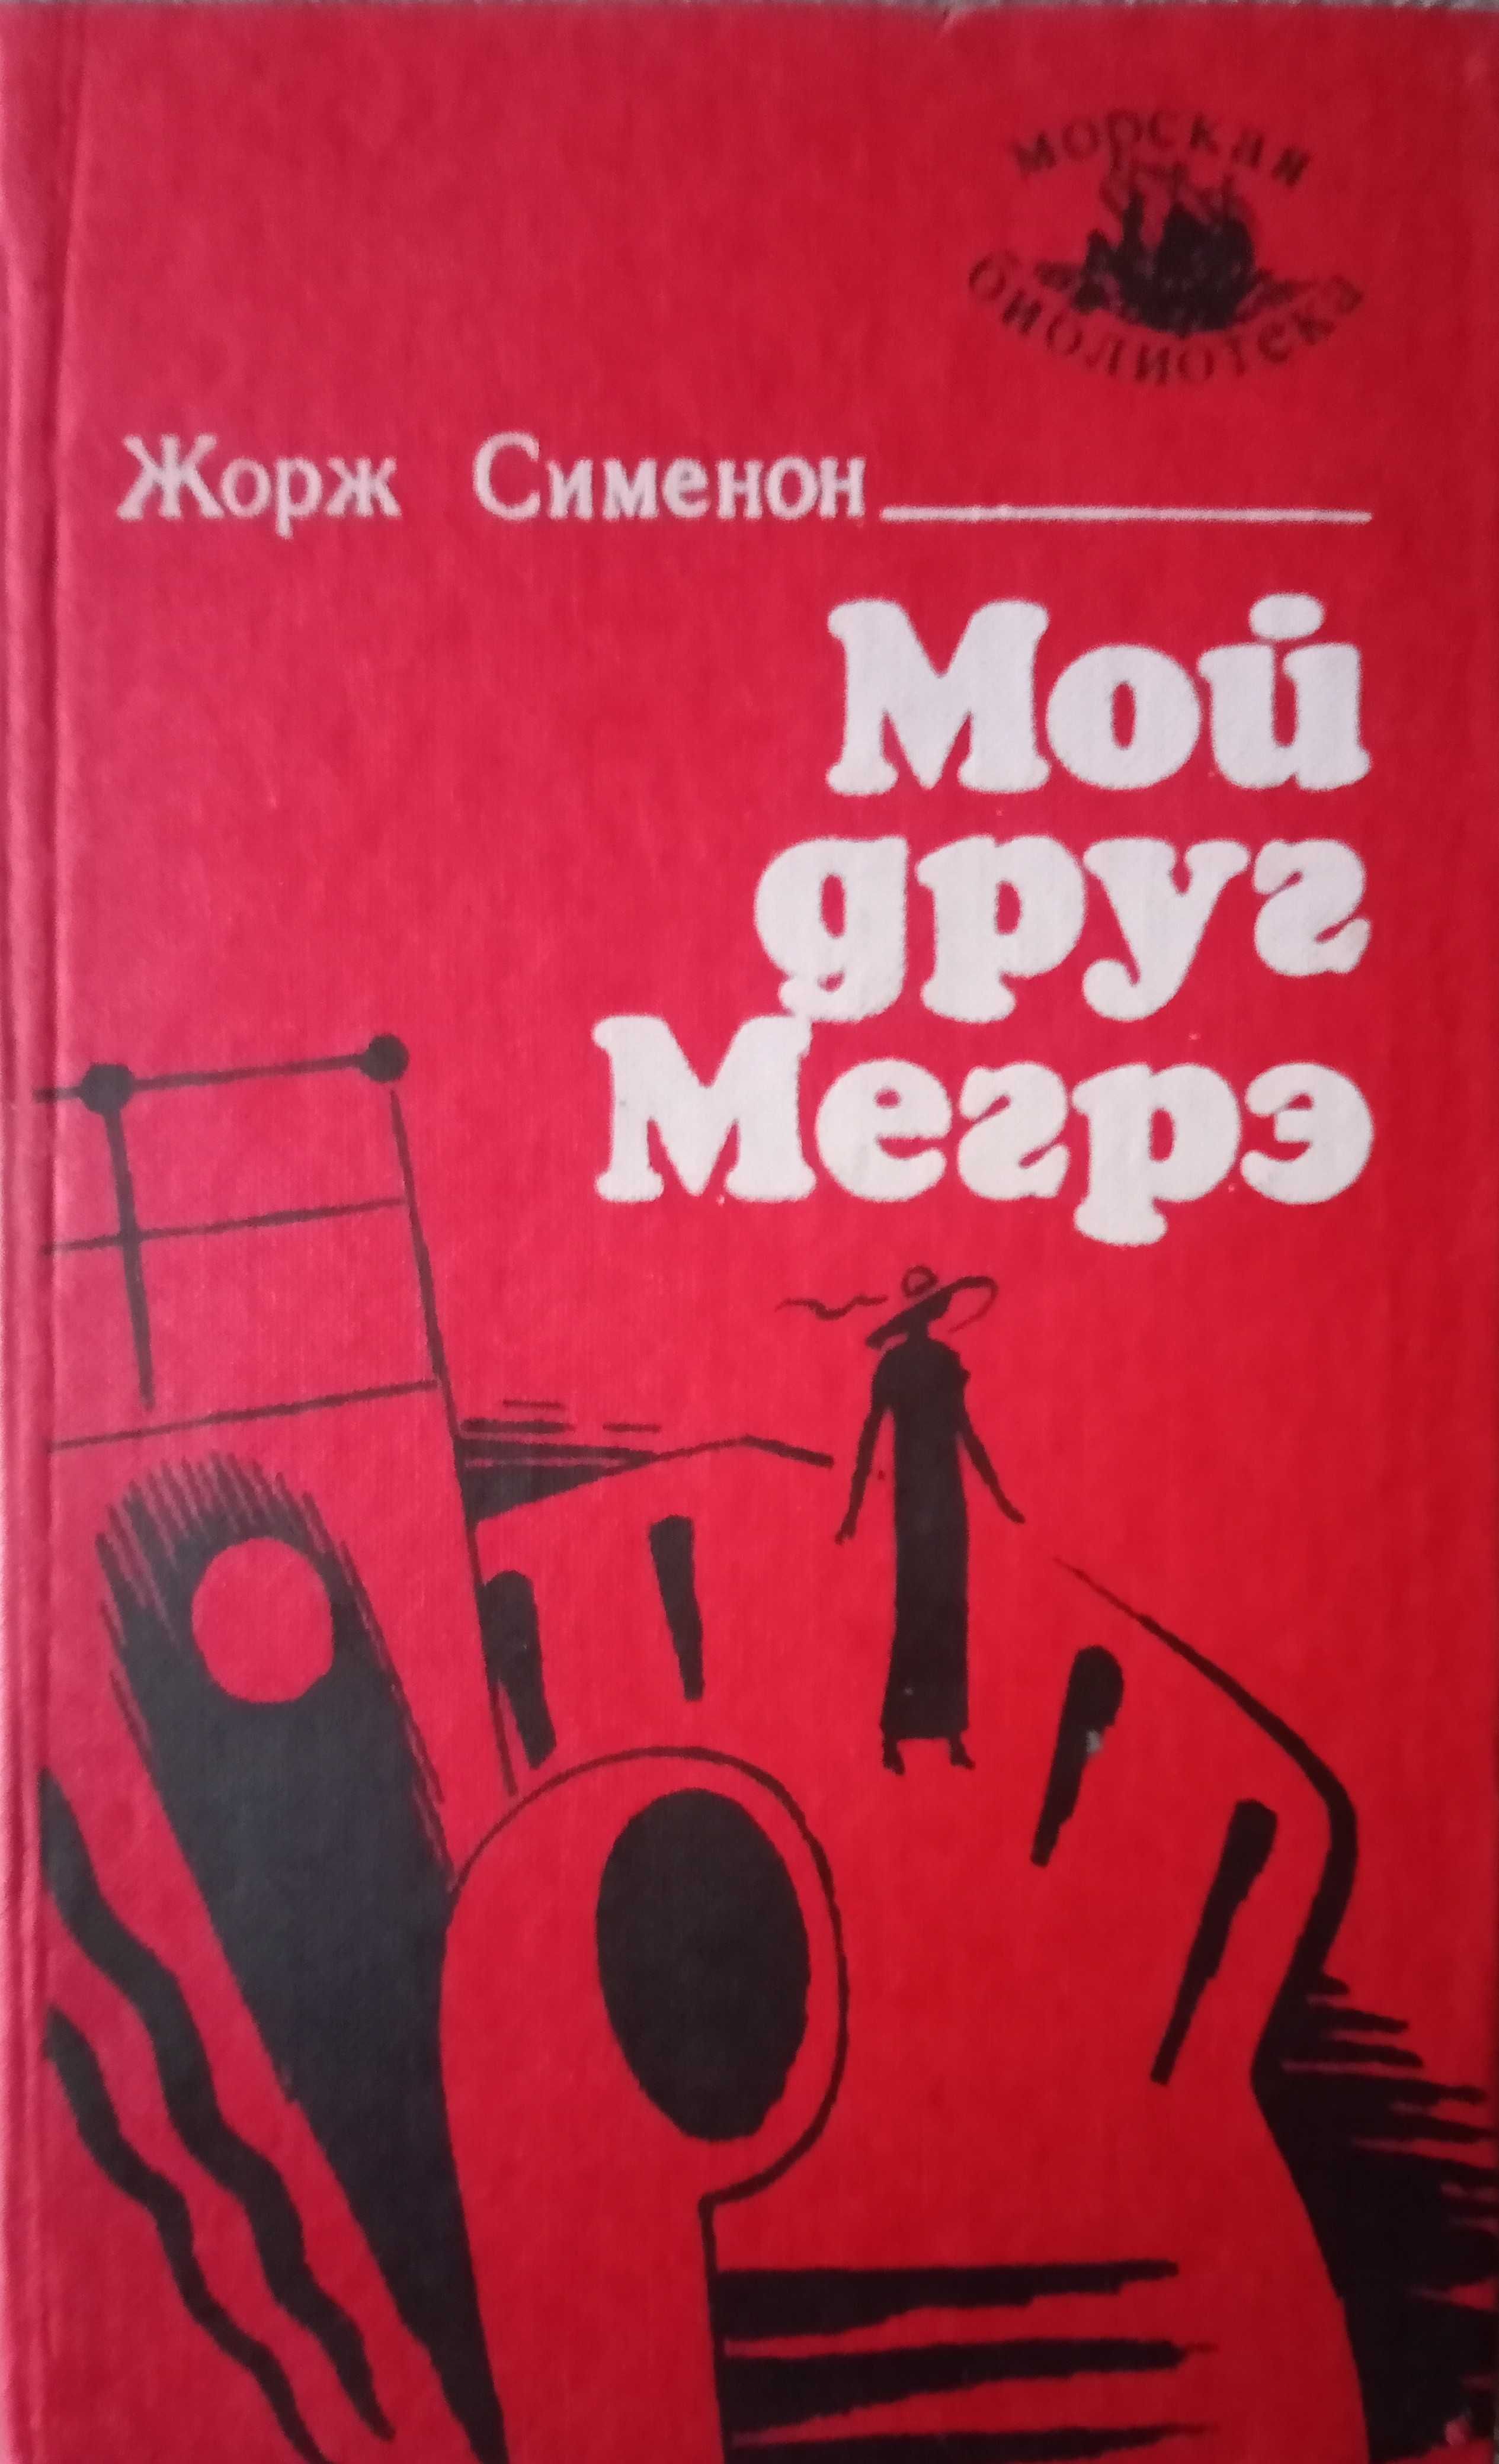 морская
библиотека
Жорж Сименон
Мой
друг
Мегрэ